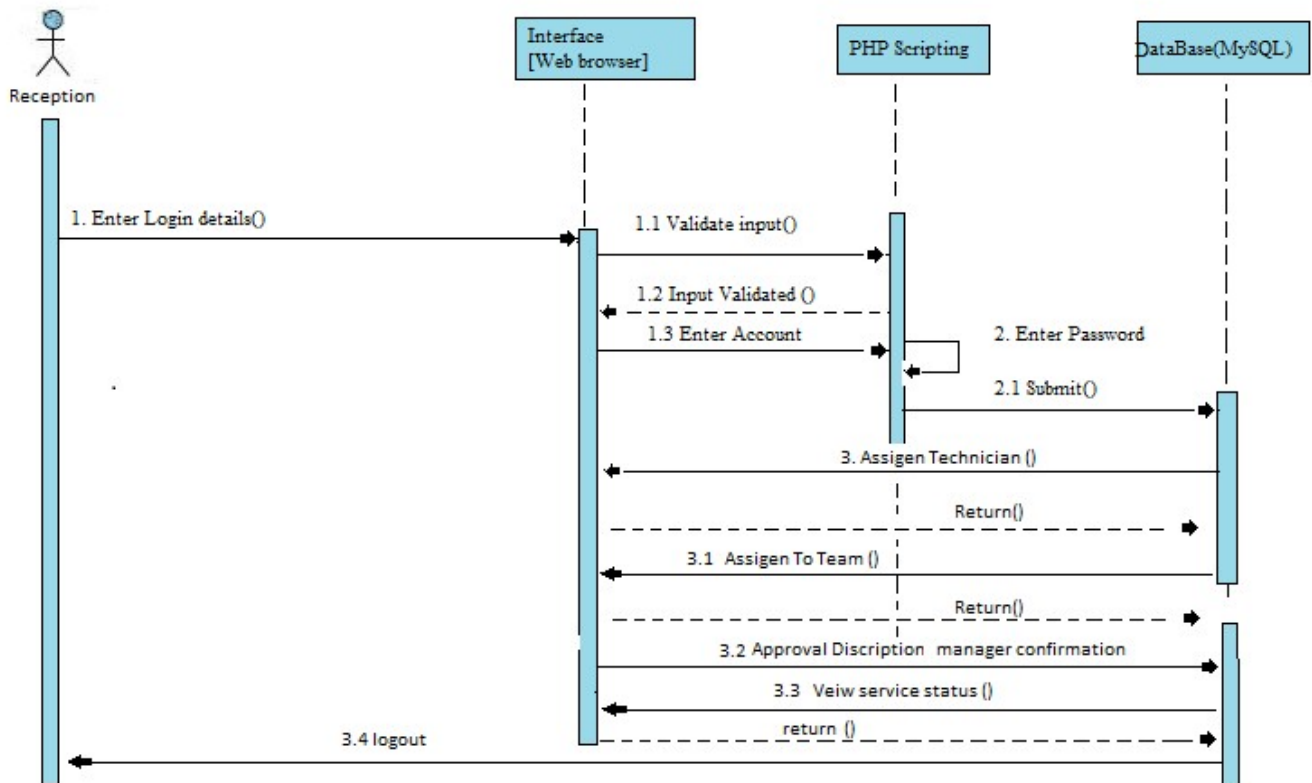 Reception
Interface
[Web browser]
PHP Scripting
DataBase(MySQL)
1. Enter Login details()
1.1 Validate input()
1.2 Input Validated ()
1.3 Enter Account
2. Enter Password
2.1 Submit()
3. Assigen Technician ()
Return()
3.1 Assigen To Team ()
Return()
3.2 Approval Discription manager confirmation
3.3 Veiw service status ()
return ()
3.4 logout